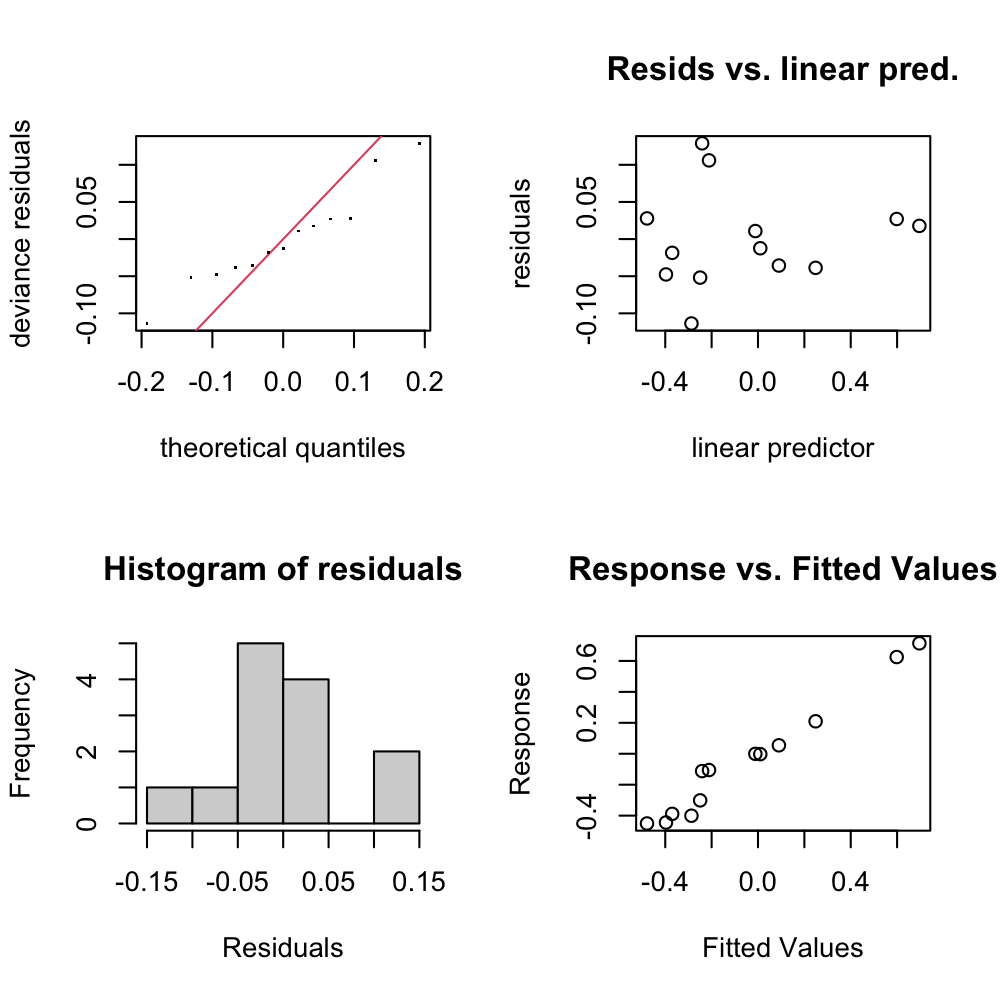 deviance residuals
-0.10 0.05
-0.2 -0.1 0.0 0.1 0.2
theoretical quantiles
Resids vs. linear pred.
residuals
-0.10 0.05
-0.4 0.0 0.4
linear predictor
Histogram of residuals
Frequency
0 2 4
-0.15 -0.05 0.05 0.15
Residuals
Response vs. Fitted Values
Response
-0.4 0.2 0.6
-0.4 0.0 0.4
Fitted Values